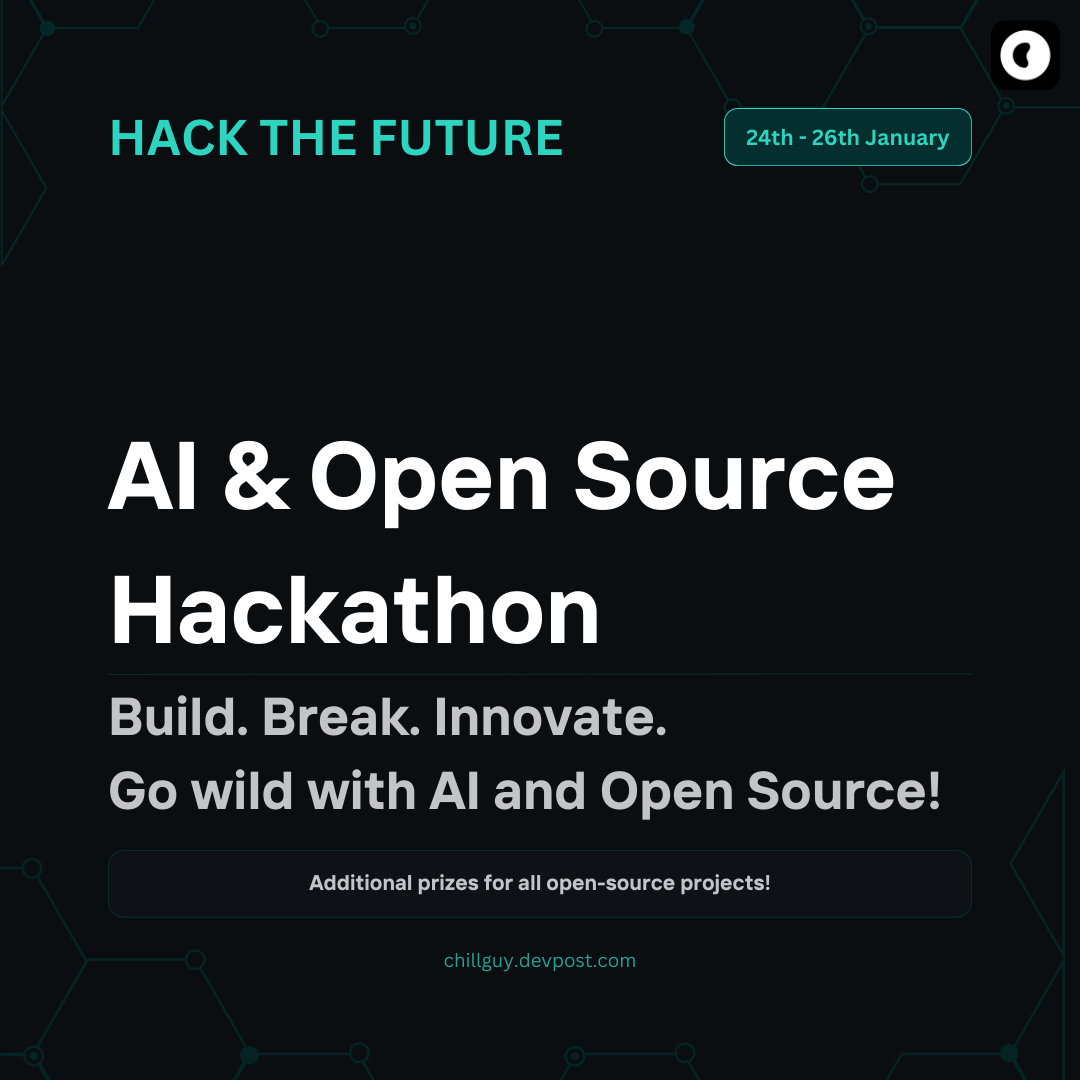 HACK THE FUTURE
24th - 26th January
AI & Open Source
Hackathon
Build. Break. Innovate.
Go wild with AI and Open Source!
Additional prizes for all open-source projects!
chillguy.devpost.com